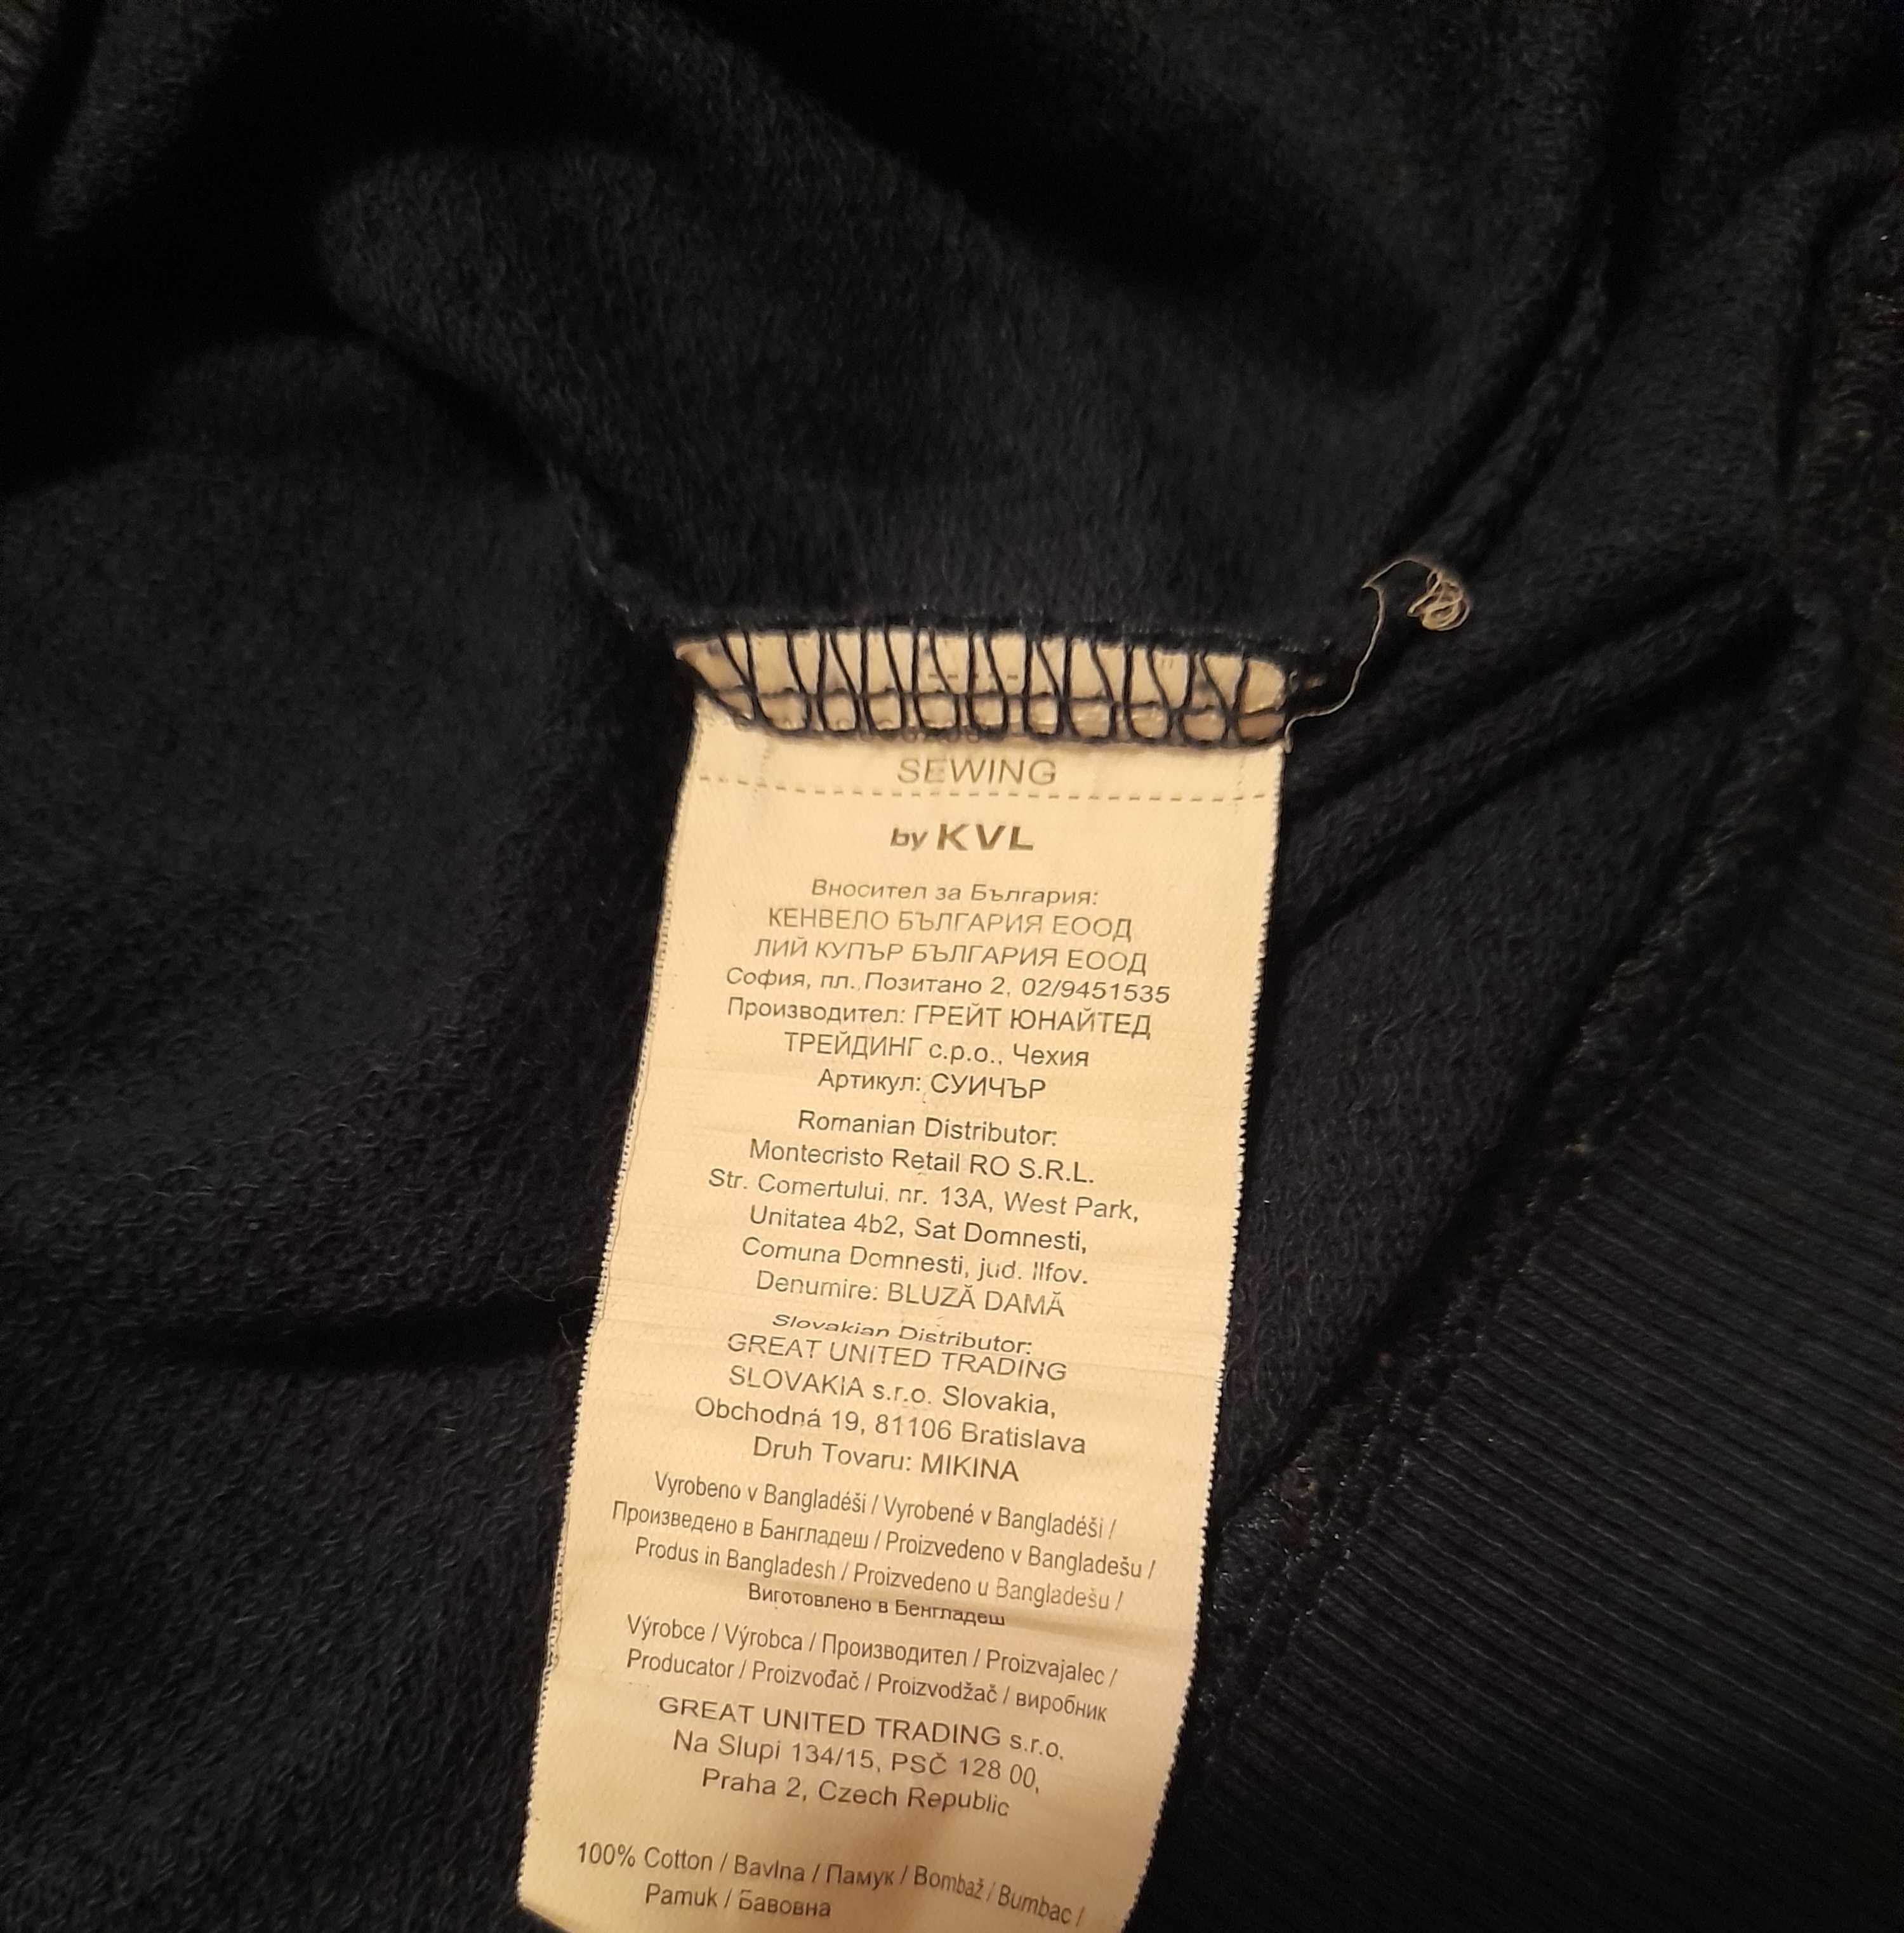 SEWING
by KVL
Вносител за България:
КЕНВЕЛО БЪЛГАРИЯ ЕООД
ЛИЙ КУПЪР БЪЛГАРИЯ ЕООД
София, пл. Позитано 2, 02/9451535
Производител: ГРЕЙТ ЮНАЙТЕД
ТРЕЙДИНГ с.р.о., Чехия
Артикул: СУИЧЪР
Romanian Distributor:
Montecristo Retail RO S.R.L.
Str. Comertului, nr. 13A, West Park,
Unitatea 4b2, Sat Domnesti,
Comuna Domnesti, jud. Ilfov.
Denumire: BLUZĂ DAMĂ
Slovakian Distributor:
GREAT UNITED TRADING
SLOVAKIA s.r.o. Slovakia,
Obchodná 19, 81106 Bratislava
Druh Tovaru: MIKINA
Vyrobeno v Bangladéši / Vyrobené v Bangladéši /
Произведено в Бангладеш / Proizvedeno v Bangladešu /
Produs in Bangladesh / Proizvedeno u Bangladešu /
Виготовлено в Бенгладеш
Výrobce / Výrobca / Производител / Proizvajalec /
Producator / Proizvođač / Proizvodžač / виробник
GREAT UNITED TRADING s.r.o.
Na Slupi 134/15, PSČ 128 00,
Praha 2, Czech Republic
100% Cotton / Bavlna / Памук / Bombaž / Bumbac /
Pamuk / Бавовна